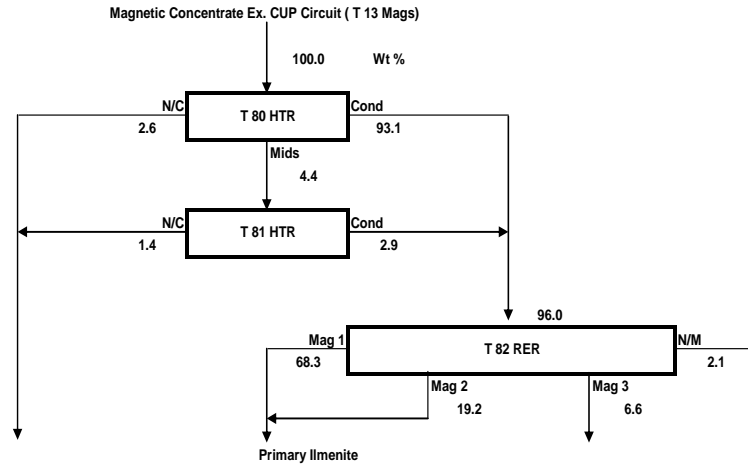 Magnetic Concentrate Ex. CUP Circuit ( T 13 Mags)
100.0 Wt %
N/C T 80 HTR Cond
2.6 93.1
Mids
4.4
N/C T 81 HTR Cond
1.4 2.9
96.0
Mag 1 T 82 RER N/M
68.3 2.1
Mag 2 Mag 3
19.2 6.6
Primary Ilmenite